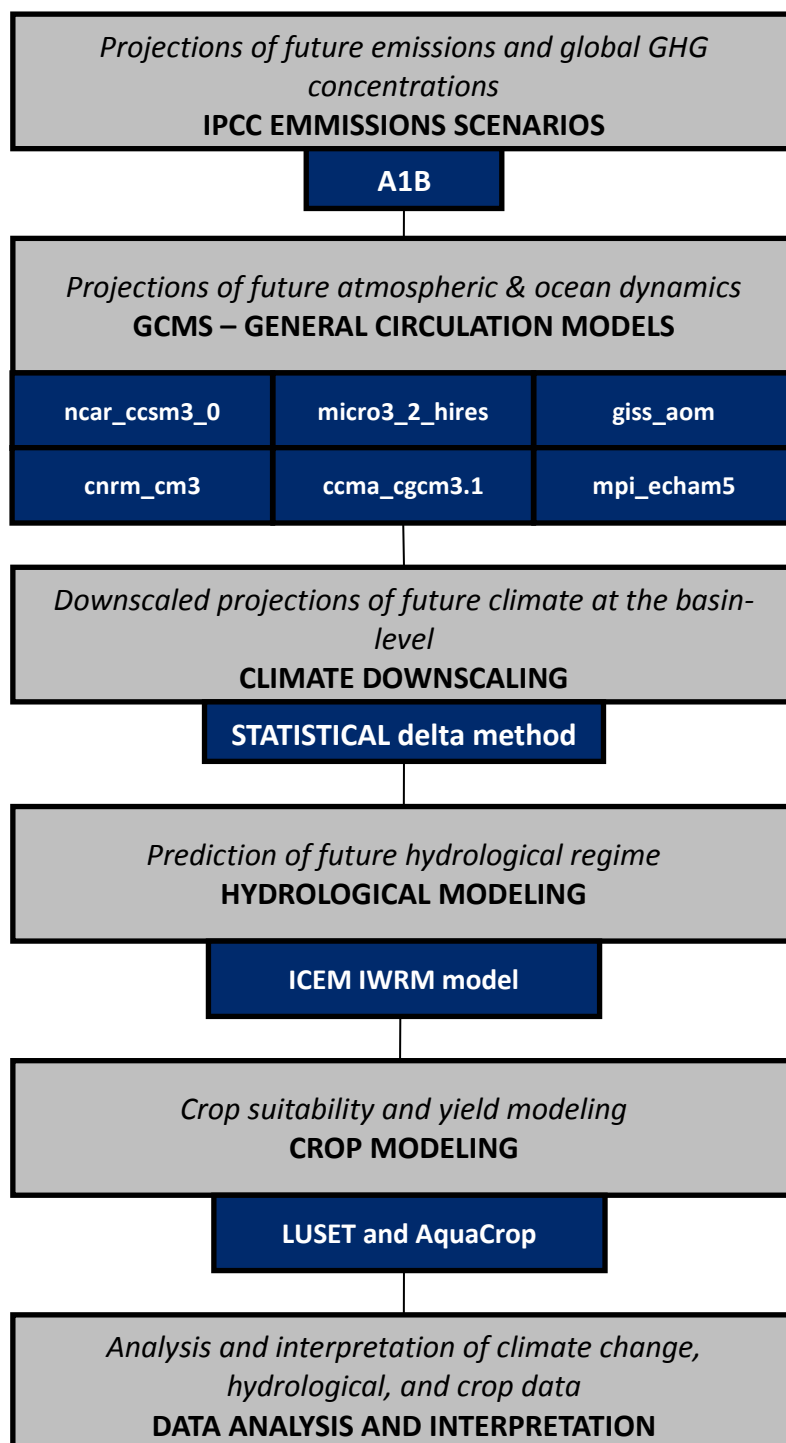 Projections of future emissions and global GHG
concentrations
IPCC EMMISSIONS SCENARIOS
A1B
Projections of future atmospheric & ocean dynamics
GCMS – GENERAL CIRCULATION MODELS
ncar_ccsm3_0
micro3_2_hires
giss_aom
cnrm_cm3
ccma_cgcm3.1
mpi_echam5
Downscaled projections of future climate at the basin-
level
CLIMATE DOWNSCALING
STATISTICAL delta method
Prediction of future hydrological regime
HYDROLOGICAL MODELING
ICEM IWRM model
Crop suitability and yield modeling
CROP MODELING
LUSET and AquaCrop
Analysis and interpretation of climate change,
hydrological, and crop data
DATA ANALYSIS AND INTERPRETATION